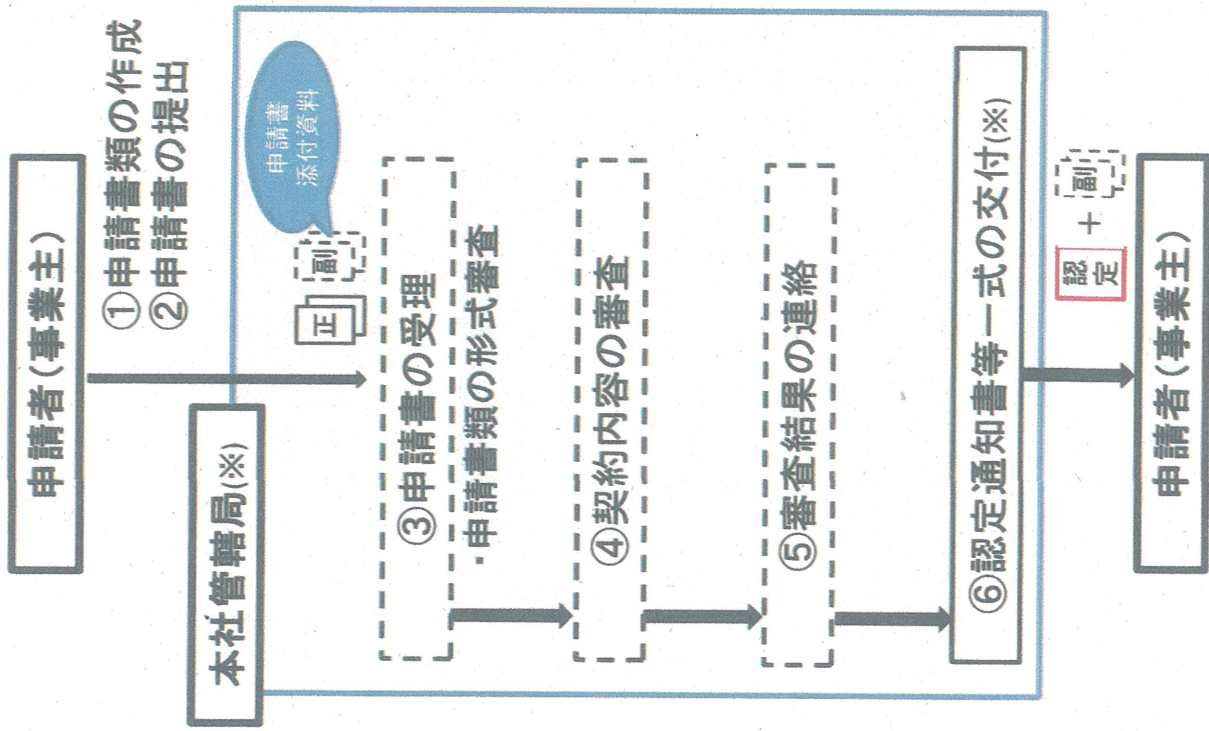 申請者(事業主)
①申請書類の作成
②申請書の提出
本社管轄局(※)
申請書
添付資料
正
副
③申請書の受理
・申請書類の形式審査
④契約内容の審査
⑤審査結果の連絡
⑥認定通知書等一式の交付(※)
認定
+
副
申請者(事業主)